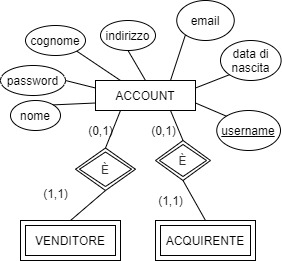 email
indirizzo
cognome
data di
nascita
password
ACCOUNT
nome
username
(0,1)
(0,1)
È
È
(1,1)
(1,1)
VENDITORE
ACQUIRENTE